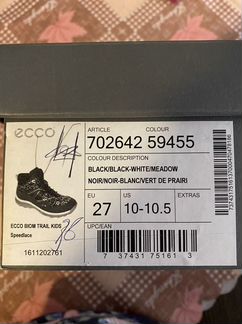 ecco
ARTICLE COLOUR
702642 59455
COLOUR DESCRIPTION
BLACK/BLACK-WHITE/MEADOW
NOIR/NOIR-BLANC/VERT DE PRAIRI
EU US EXTRAS
27 10-10.5
ECCO BIOM TRAIL KIDS
Speedlace
1611202761
UPC/EAN
7 37431 75161 3